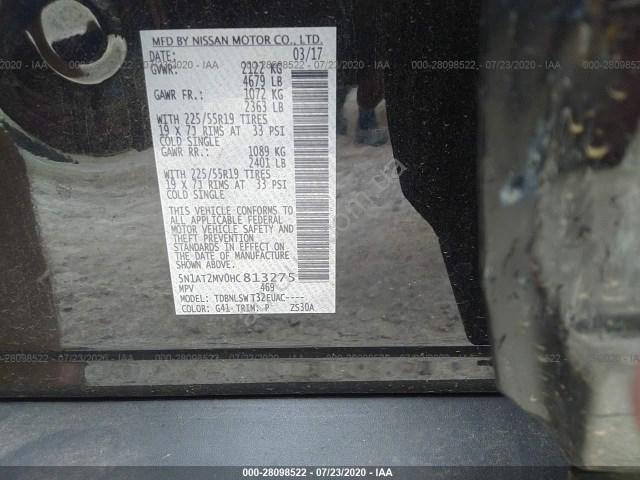 MFD BY NISSAN MOTOR CO., LTD.
DATE: 03/17
GVWR: 2122 KG
4679 LB
GAWR FR.: 1072 KG
2363 LB
WITH 225/55R19 TIRES
19 X 7J RIMS AT 33 PSI
COLD SINGLE
GAWR RR.: 1089 KG
2401 LB
WITH 225/55R19 TIRES
19 X 7J RIMS AT 33 PSI
COLD SINGLE
THIS VEHICLE CONFORMS TO
ALL APPLICABLE FEDERAL
MOTOR VEHICLE SAFETY AND
THEFT PREVENTION
STANDARDS IN EFFECT ON
THE DATE OF MANUFACTURE
SHOWN ABOVE.
5N1AT2MV0HC813275
MPV 469
MODEL: TDBNLSWT32EUAC----
COLOR: G41 TRIM: P ZS30A
000-28098522 - 07/23/2020 - IAA